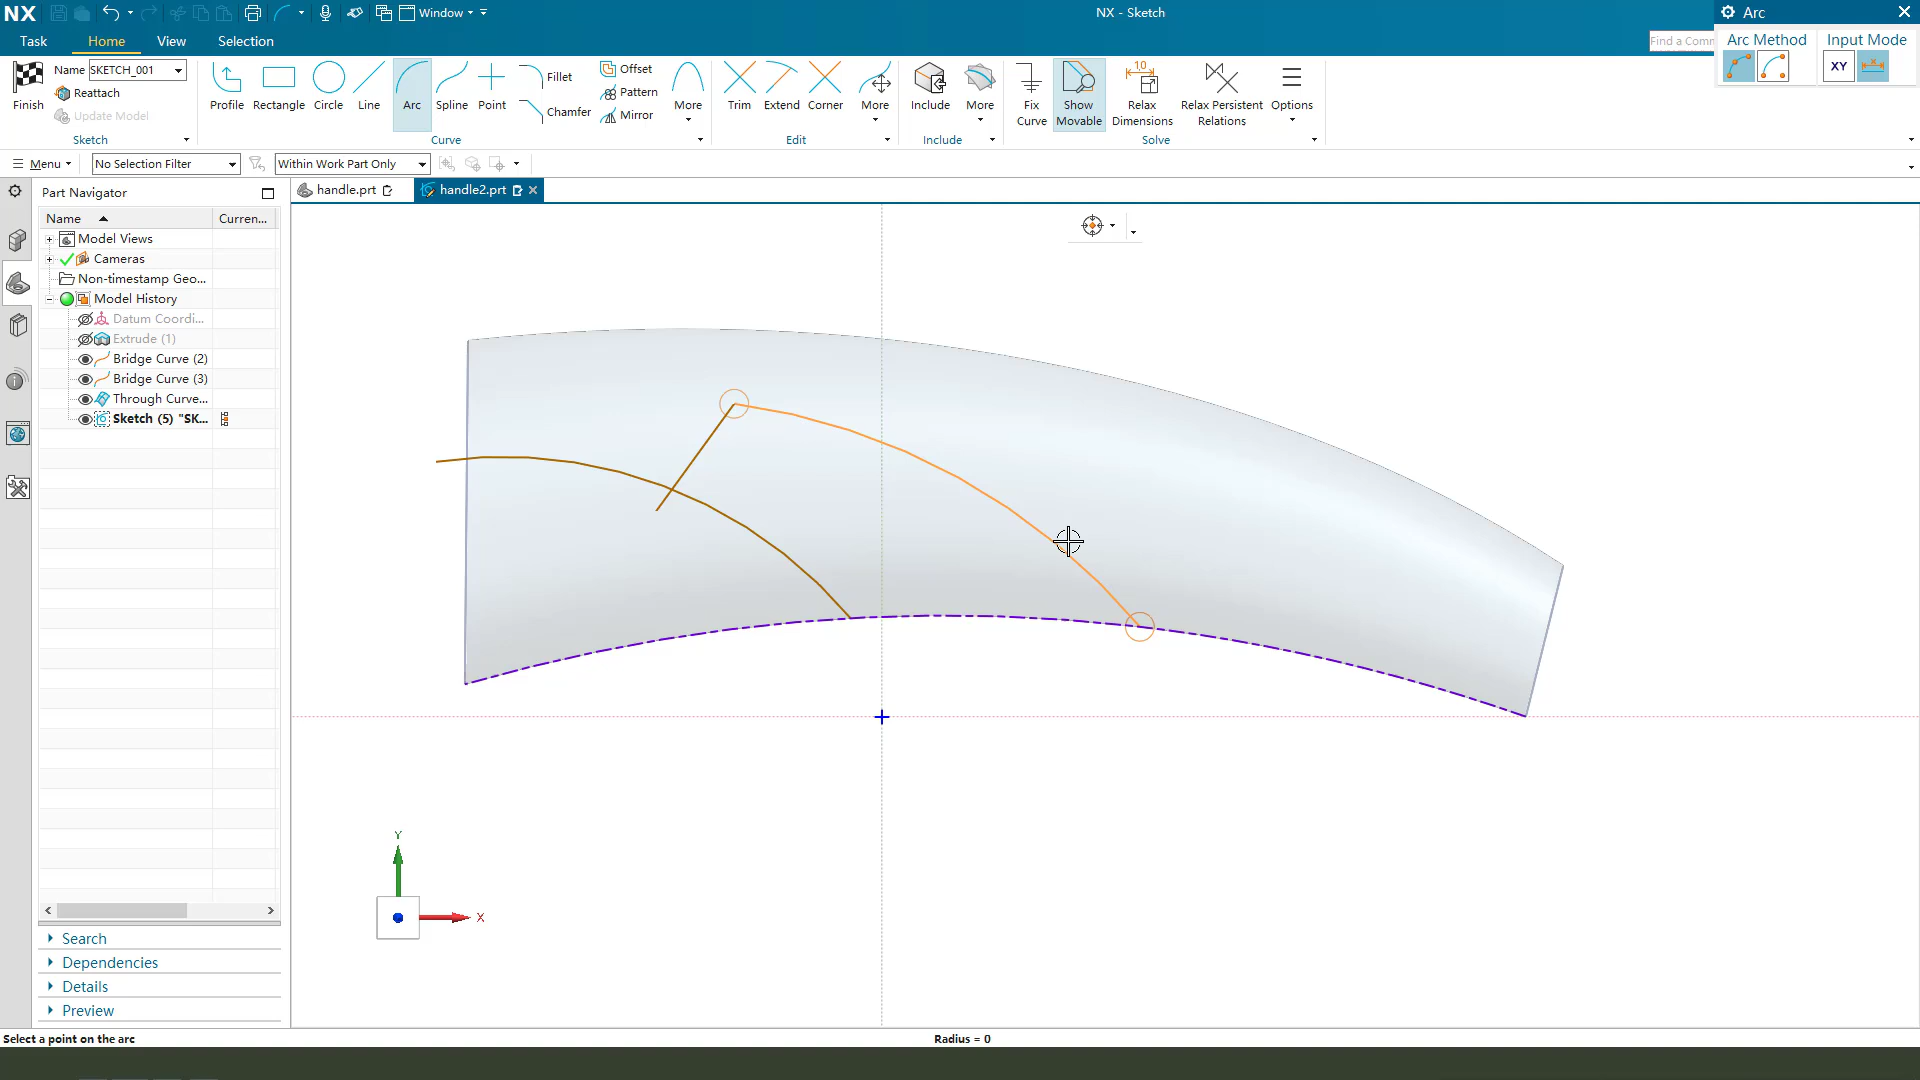 NX
Window
NX - Sketch
Arc
Task
Home
View
Selection
Find a Comm
Arc Method
Input Mode
Name
SKETCH_001
Reattach
Update Model
Finish
Profile
Rectangle
Circle
Line
Arc
Spline
Point
Fillet
Chamfer
Offset
Pattern
Mirror
More
Trim
Extend
Corner
More
Include
More
Fix
Curve
Show
Movable
1,0
Relax
Dimensions
Relax Persistent
Relations
Options
XY
Sketch
Curve
Edit
Include
Solve
Menu
No Selection Filter
Within Work Part Only
Part Navigator
handle.prt
handle2.prt
Name
Curren...
Model Views
Cameras
Non-timestamp Geo...
Model History
Datum Coordi...
Extrude (1)
Bridge Curve (2)
Bridge Curve (3)
Through Curve...
Sketch (5) "SK...
Y
X
Search
Dependencies
Details
Preview
Select a point on the arc
Radius = 0